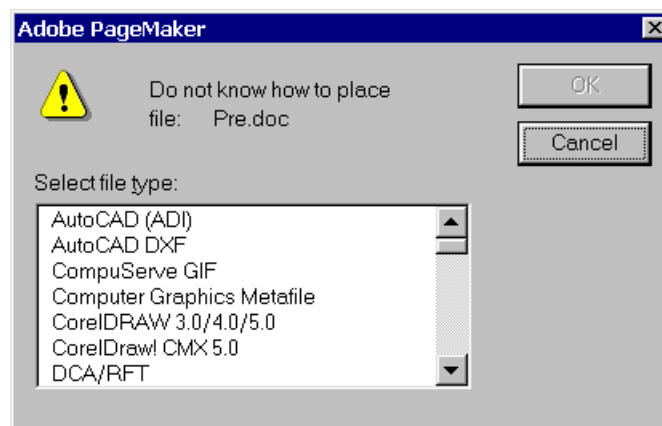 Adobe PageMaker
Do not know how to place
file: Pre.doc
OK
Cancel
Select file type:
AutoCAD (ADI)
AutoCAD DXF
CompuServe GIF
Computer Graphics Metafile
CorelDRAW 3.0/4.0/5.0
CorelDraw! CMX 5.0
DCA/RFT